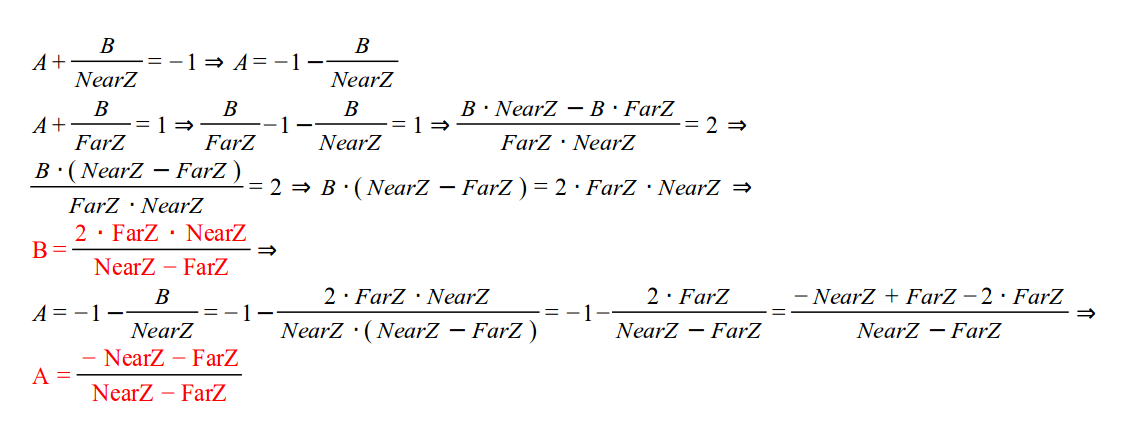 A + B/NearZ = −1 ⇒ A = −1 − B/NearZ
A + B/FarZ = 1 ⇒ B/FarZ −1 − B/NearZ = 1 ⇒ (B · NearZ − B · FarZ)/(FarZ · NearZ) = 2 ⇒
(B · ( NearZ − FarZ ))/(FarZ · NearZ) = 2 ⇒ B · ( NearZ − FarZ ) = 2 · FarZ · NearZ ⇒
B = (2 · FarZ · NearZ)/(NearZ − FarZ) ⇒
A = −1 − B/NearZ = −1 − (2 · FarZ · NearZ)/(NearZ · ( NearZ − FarZ )) = −1 − (2 · FarZ)/(NearZ − FarZ) = (− NearZ + FarZ − 2 · FarZ)/(NearZ − FarZ) ⇒
A = (− NearZ − FarZ)/(NearZ − FarZ)